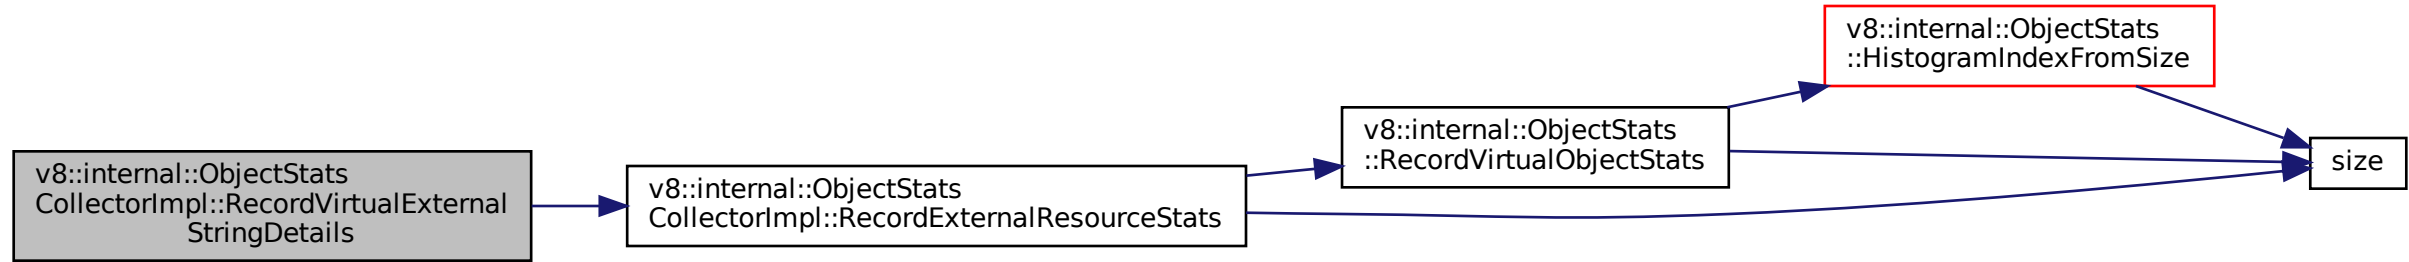 v8::internal::ObjectStats
CollectorImpl::RecordVirtualExternal
StringDetails
v8::internal::ObjectStats
CollectorImpl::RecordExternalResourceStats
v8::internal::ObjectStats
::RecordVirtualObjectStats
v8::internal::ObjectStats
::HistogramIndexFromSize
size